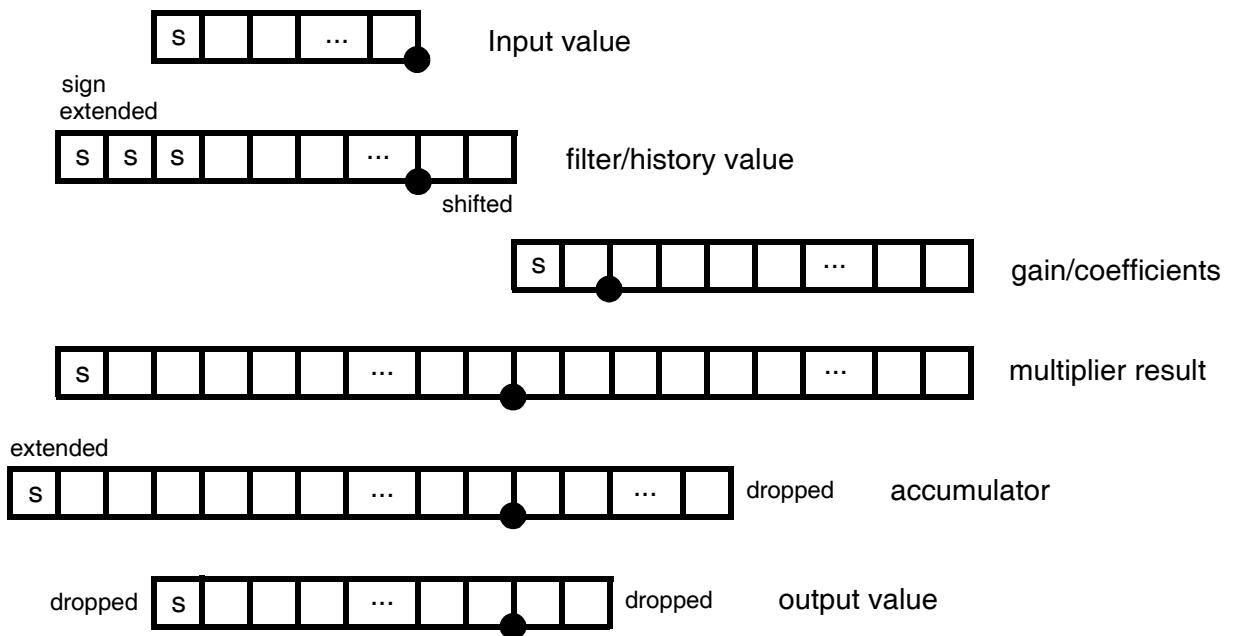 S ... Input value
sign
extended
S S S ... filter/history value
shifted
S ... gain/coefficients
S ... ... multiplier result
extended
S ... ... dropped accumulator
dropped S ... dropped output value